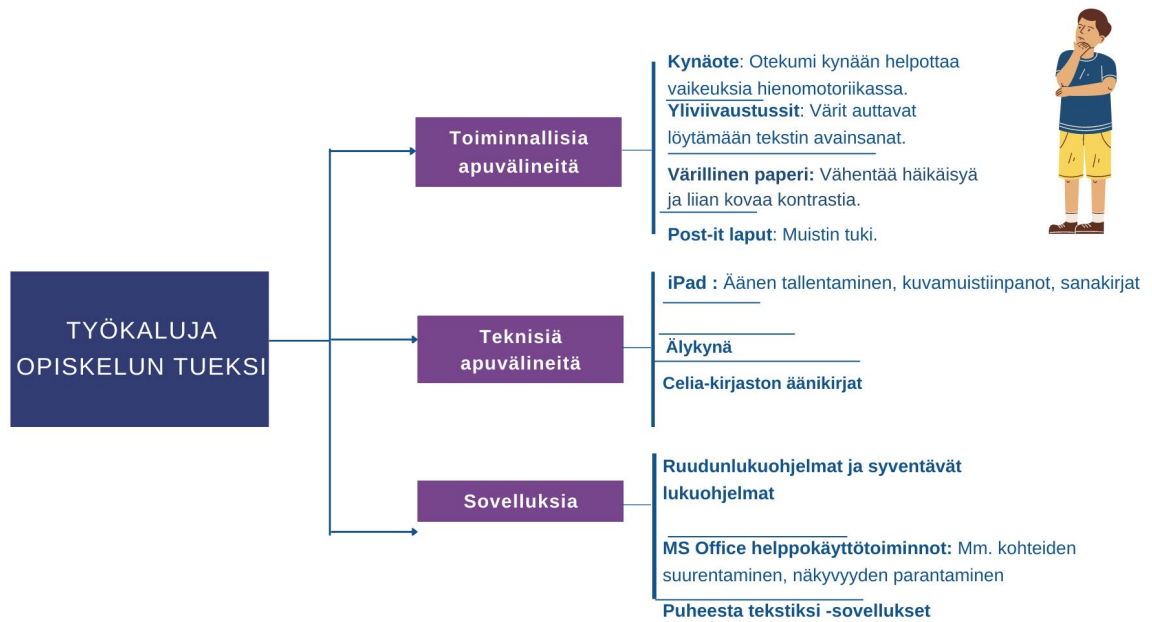 TYÖKALUJA
OPISKELUN TUEKSI
Toiminnallisia
apuvälineitä
Kynäote: Otekumi kynään helpottaa
vaikeuksia hienomotoriikassa.
Yliviivaustussit: Värit auttavat
löytämään tekstin avainsanat.
Värillinen paperi: Vähentää häikäisyä
ja liian kovaa kontrastia.
Post-it laput: Muistin tuki.
Teknisiä
apuvälineitä
iPad : Äänen tallentaminen, kuvamuistiinpanot, sanakirjat
Älykynä
Celia-kirjaston äänikirjat
Sovelluksia
Ruudunlukuohjelmat ja syventävät
lukuohjelmat
MS Office helppokäyttötoiminnot: Mm. kohteiden
suurentaminen, näkyvyyden parantaminen
Puheesta tekstiksi -sovellukset